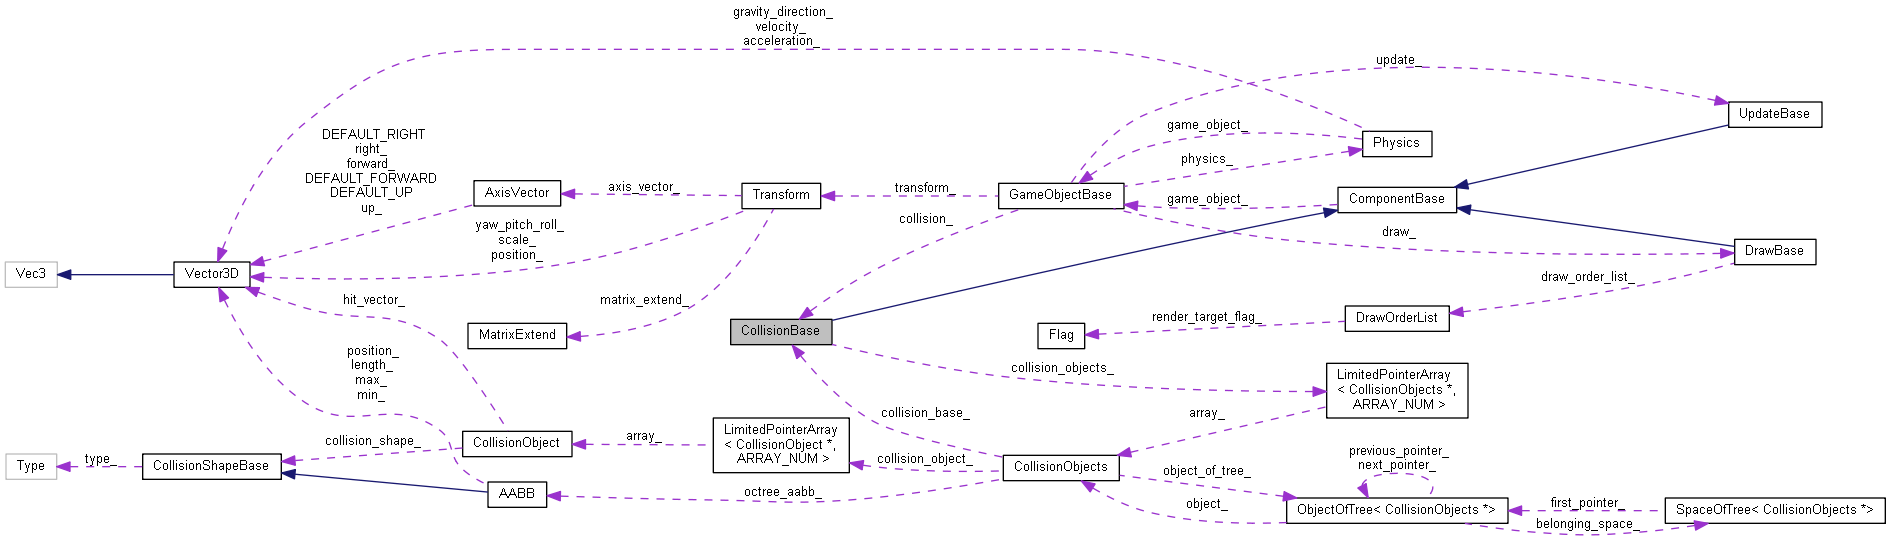 gravity_direction_
velocity_
acceleration_
update_
UpdateBase
DEFAULT_RIGHT
right_
forward_
DEFAULT_FORWARD
DEFAULT_UP
up_
game_object_
Physics
physics_
AxisVector
axis_vector_
Transform
transform_
GameObjectBase
game_object_
ComponentBase
collision_
yaw_pitch_roll_
scale_
position_
draw_
DrawBase
Vec3
Vector3D
draw_order_list_
hit_vector_
matrix_extend_
MatrixExtend
CollisionBase
render_target_flag_
Flag
DrawOrderList
position_
length_
max_
min_
collision_objects_
LimitedPointerArray
< CollisionObjects *,
ARRAY_NUM >
array_
collision_base_
collision_shape_
CollisionObject
array_
LimitedPointerArray
< CollisionObject *,
ARRAY_NUM >
collision_object_
CollisionObjects
object_of_tree_
previous_pointer_
next_pointer_
Type
type_
CollisionShapeBase
AABB
octree_aabb_
object_
ObjectOfTree< CollisionObjects *>
first_pointer_
belonging_space_
SpaceOfTree< CollisionObjects *>